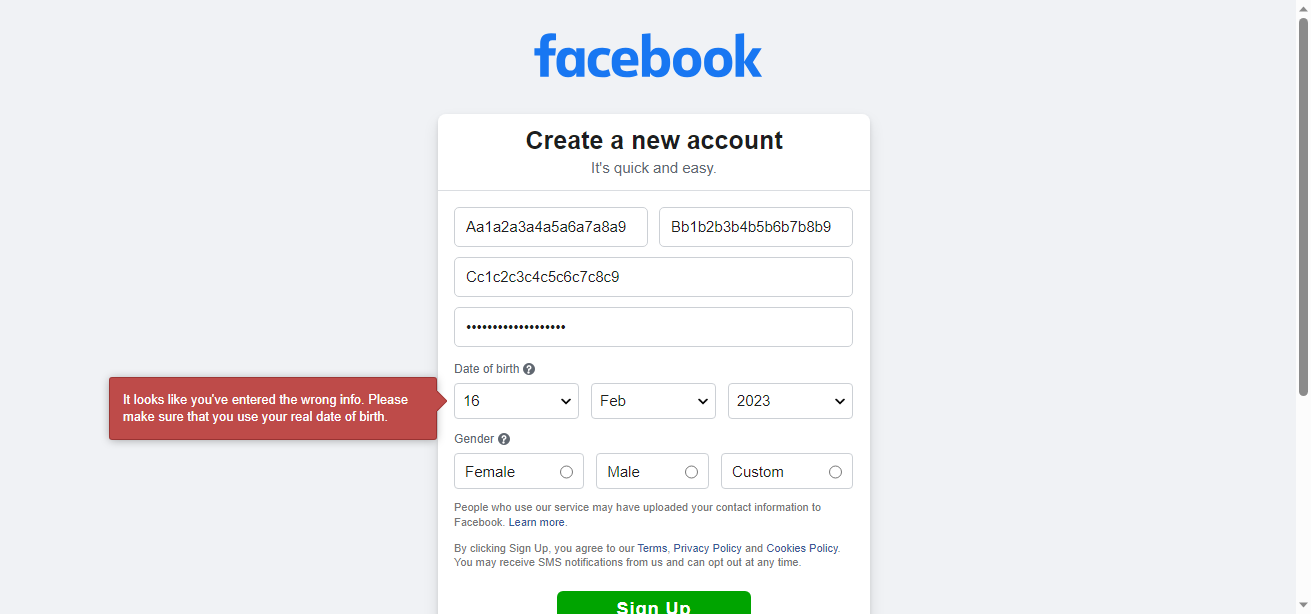 facebook
Create a new account
It's quick and easy.
Aa1a2a3a4a5a6a7a8a9 Bb1b2b3b4b5b6b7b8b9
Cc1c2c3c4c5c6c7c8c9
•••••••••••••••••••
Date of birth ?
It looks like you've entered the wrong info. Please
make sure that you use your real date of birth.
16 Feb 2023
Gender ?
Female Male Custom
People who use our service may have uploaded your contact information to
Facebook. Learn more.
By clicking Sign Up, you agree to our Terms, Privacy Policy and Cookies Policy.
You may receive SMS notifications from us and can opt out at any time.
Sign Up